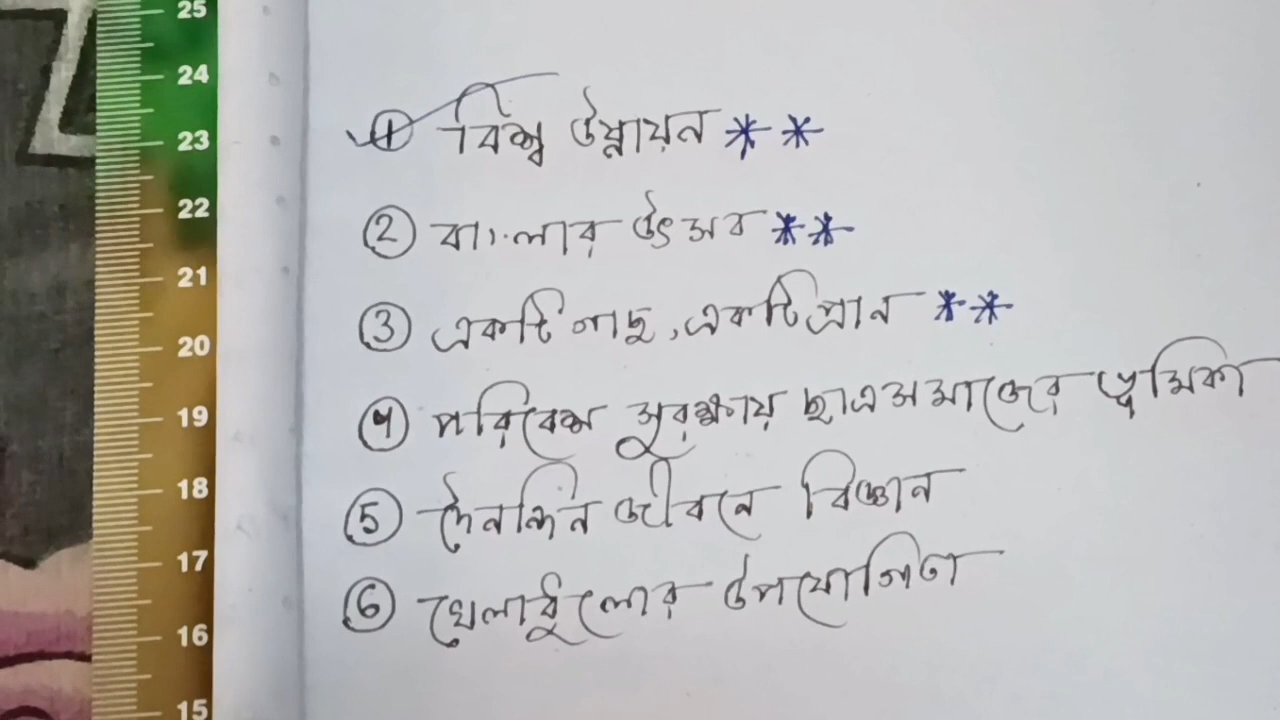 25
24
23
22
21
20
19
18
17
16
15
① বিশ্ব উষ্ণায়ন **
② বাংলার উৎসব **
③ একটি গাছ, একটি প্রান **
④ পরিবেশ সুরক্ষায় ছাত্রসমাজের ভূমিকা
⑤ দৈনন্দিন জীবনে বিজ্ঞান
⑥ খেলাধুলোর উপযোগিতা